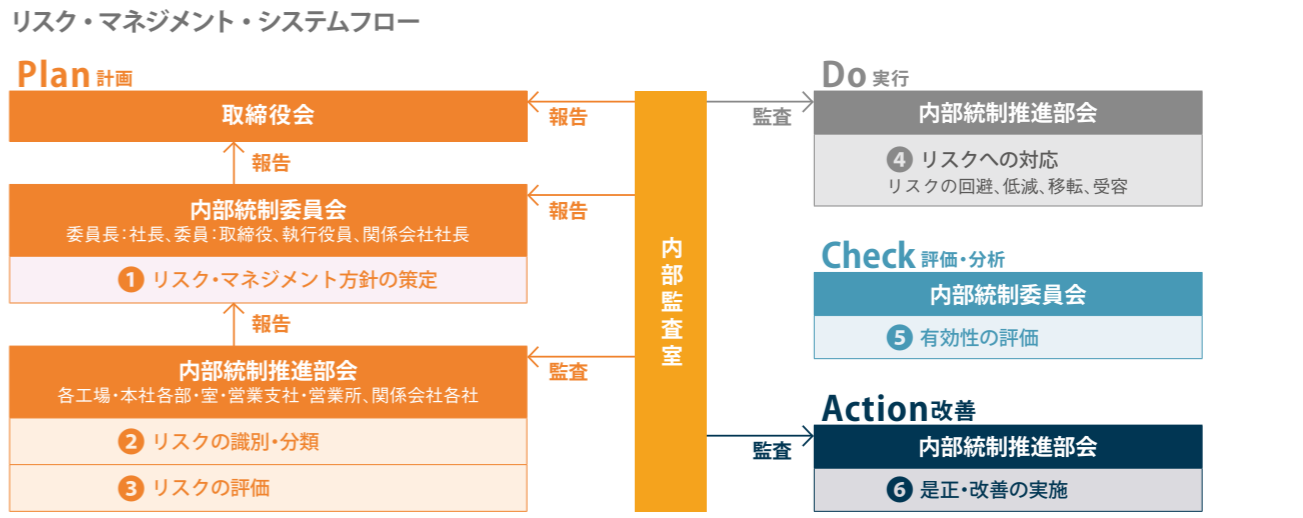 リスク・マネジメント・システムフロー
Plan 計画
取締役会
報告
内部統制委員会
委員長：社長、委員：取締役、執行役員、関係会社社長
1 リスク・マネジメント方針の策定
報告
内部統制推進部会
各工場・本社各部・室・営業支社・営業所、関係会社各社
2 リスクの識別・分類
3 リスクの評価
報告
報告
監査
内部監査室
監査
監査
Do 実行
内部統制推進部会
4 リスクへの対応
リスクの回避、低減、移転、受容
Check 評価・分析
内部統制委員会
5 有効性の評価
Action 改善
内部統制推進部会
6 是正・改善の実施